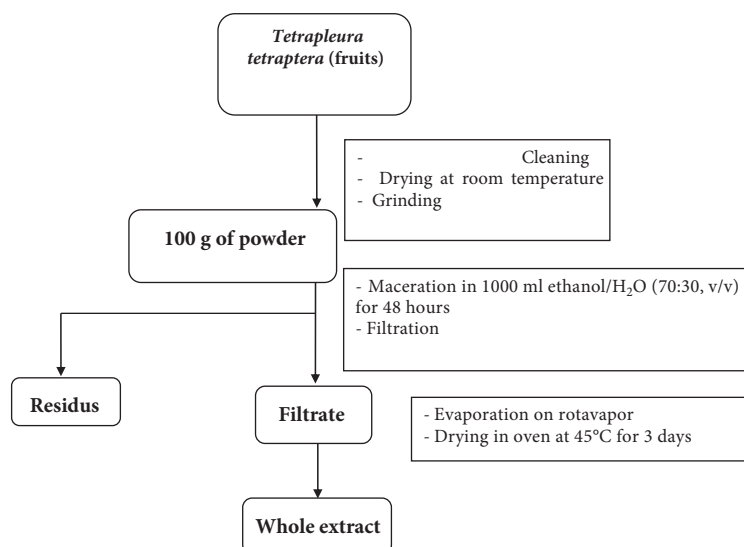 Tetrapleura
tetraptera (fruits)
- Cleaning
- Drying at room temperature
- Grinding
100 g of powder
- Maceration in 1000 ml ethanol/H₂O (70:30, v/v)
for 48 hours
- Filtration
Residus
Filtrate
- Evaporation on rotavapor
- Drying in oven at 45°C for 3 days
Whole extract